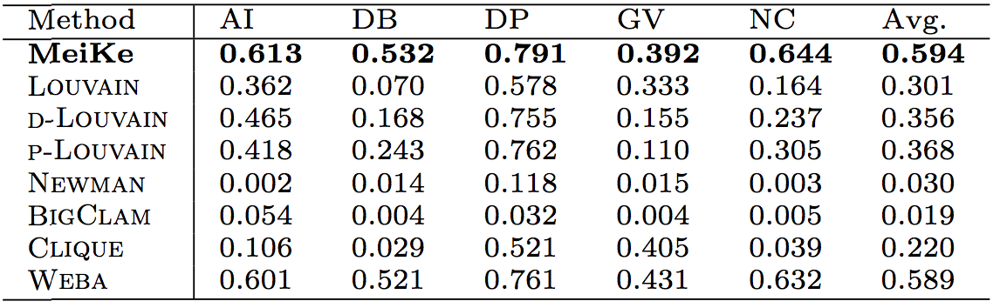 Method AI DB DP GV NC Avg.
MeiKe 0.613 0.532 0.791 0.392 0.644 0.594
Louvain 0.362 0.070 0.578 0.333 0.164 0.301
d-Louvain 0.465 0.168 0.755 0.155 0.237 0.356
p-Louvain 0.418 0.243 0.762 0.110 0.305 0.368
Newman 0.002 0.014 0.118 0.015 0.003 0.030
BigClam 0.054 0.004 0.032 0.004 0.005 0.019
Clique 0.106 0.029 0.521 0.405 0.039 0.220
Weba 0.601 0.521 0.761 0.431 0.632 0.589